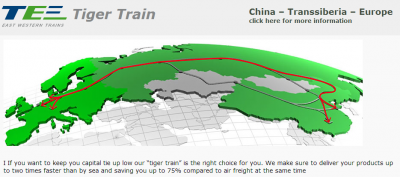 TEE Tiger Train
EAST WESTERN TRAINS
China – Transsiberia – Europe
click here for more information
! If you want to keep you capital tie up low our "tiger train" is the right choice for you. We make sure to deliver your products up
to two times faster than by sea and saving you up to 75% compared to air freight at the same time